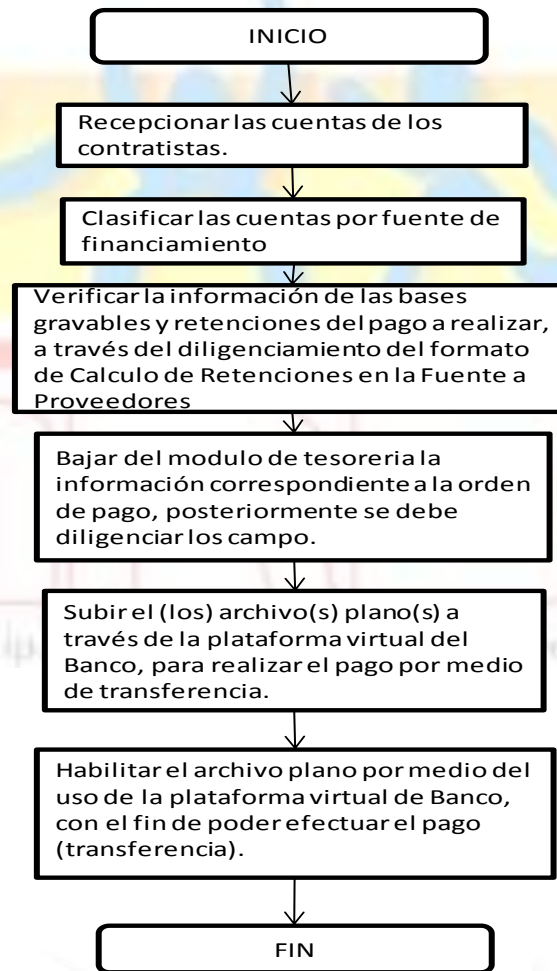 INICIO
Recepcionar las cuentas de los
contratistas.
Clasificar las cuentas por fuente de
financiamiento
Verificar la información de las bases
gravables y retenciones del pago a realizar,
a través del diligenciamiento del formato
de Calculo de Retenciones en la Fuente a
Proveedores
Bajar del modulo de tesoreria la
información correspondiente a la orden
de pago, posteriormente se debe
diligenciar los campo.
Subir el (los) archivo(s) plano(s) a
través de la plataforma virtual del
Banco, para realizar el pago por medio
de transferencia.
Habilitar el archivo plano por medio del
uso de la plataforma virtual de Banco,
con el fin de poder efectuar el pago
(transferencia).
FIN